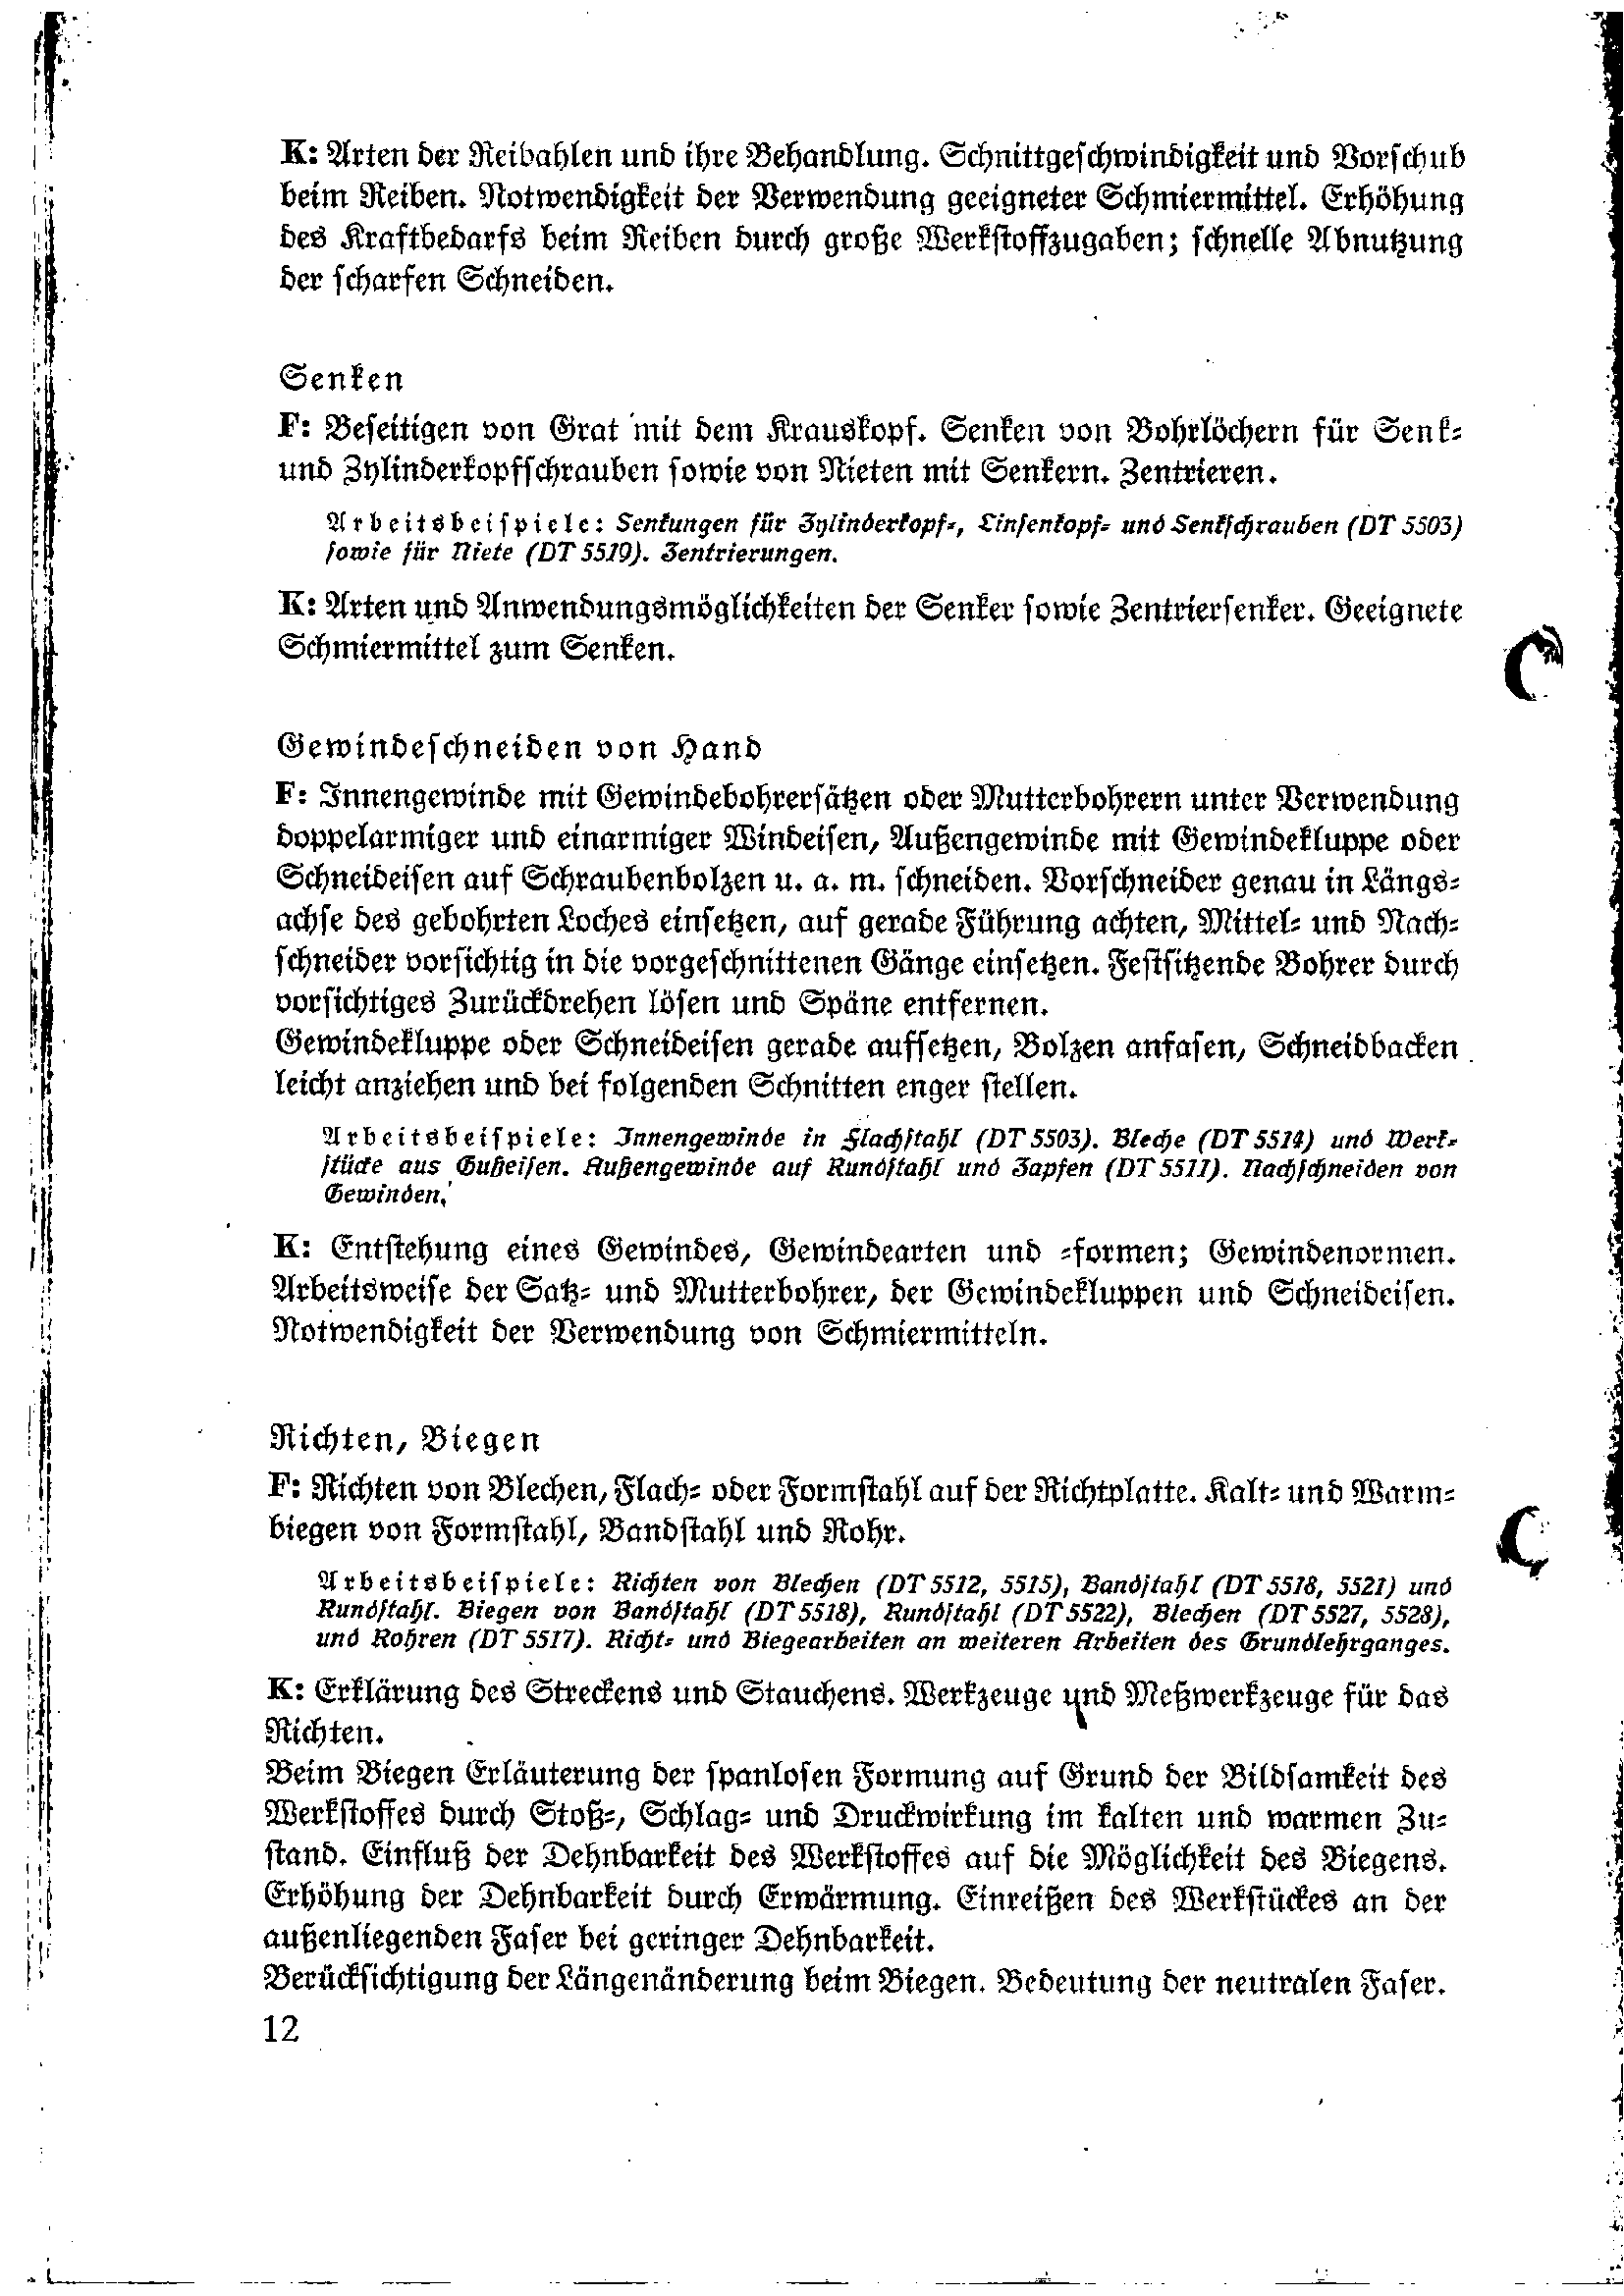 K: Arten der Reibahlen und ihre Behandlung. Schnittgeschwindigkeit und Vorschub
beim Reiben. Notwendigkeit der Verwendung geeigneter Schmiermittel. Erhöhung
des Kraftbedarfs beim Reiben durch große Werkstoffzugaben; schnelle Abnutzung
der scharfen Schneiden.
Senken
F: Beseitigen von Grat mit dem Krauskopf. Senken von Bohrlöchern für Senk-
und Zylinderkopfschrauben sowie von Nieten mit Senkern. Zentrieren.
Arbeitsbeispiele: Senkungen für Zylinderkopf-, Linsenkopf- und Senkschrauben (DT 5503)
sowie für Niete (DT 5519). Zentrierungen.
K: Arten und Anwendungsmöglichkeiten der Senker sowie Zentriersenker. Geeignete
Schmiermittel zum Senken.
Gewindeschneiden von Hand
F: Innengewinde mit Gewindebohrersätzen oder Mutterbohrern unter Verwendung
doppelarmiger und einarmiger Windeisen, Außengewinde mit Gewindekluppe oder
Schneideisen auf Schraubenbolzen u. a. m. schneiden. Vorschneider genau in Längs-
achse des gebohrten Loches einsetzen, auf gerade Führung achten, Mittel- und Nach-
schneider vorsichtig in die vorgeschnittenen Gänge einsetzen. Festsitzende Bohrer durch
vorsichtiges Zurückdrehen lösen und Späne entfernen.
Gewindekluppe oder Schneideisen gerade aufsetzen, Bolzen anfasen, Schneidbacken
leicht anziehen und bei folgenden Schnitten enger stellen.
Arbeitsbeispiele: Innengewinde in Flachstahl (DT 5503). Bleche (DT 5514) und Werk-
stücke aus Gußeisen. Außengewinde auf Rundstahl und Zapfen (DT 5511). Nachschneiden von
Gewinden.
K: Entstehung eines Gewindes, Gewindearten und -formen; Gewindenormen.
Arbeitsweise der Satz- und Mutterbohrer, der Gewindekluppen und Schneideisen.
Notwendigkeit der Verwendung von Schmiermitteln.
Richten, Biegen
F: Richten von Blechen, Flach- oder Formstahl auf der Richtplatte. Kalt- und Warm-
biegen von Formstahl, Bandstahl und Rohr.
Arbeitsbeispiele: Richten von Blechen (DT 5512, 5515), Bandstahl (DT 5518, 5521) und
Rundstahl. Biegen von Bandstahl (DT 5518), Rundstahl (DT 5522), Blechen (DT 5527, 5528),
und Rohren (DT 5517). Richt- und Biegearbeiten an weiteren Arbeiten des Grundlehrganges.
K: Erklärung des Streckens und Stauchens. Werkzeuge und Meßwerkzeuge für das
Richten.
Beim Biegen Erläuterung der spanlosen Formung auf Grund der Bildsamkeit des
Werkstoffes durch Stoß-, Schlag- und Druckwirkung im kalten und warmen Zu-
stand. Einfluß der Dehnbarkeit des Werkstoffes auf die Möglichkeit des Biegens.
Erhöhung der Dehnbarkeit durch Erwärmung. Einreißen des Werkstückes an der
außenliegenden Faser bei geringer Dehnbarkeit.
Berücksichtigung der Längenänderung beim Biegen. Bedeutung der neutralen Faser.
12